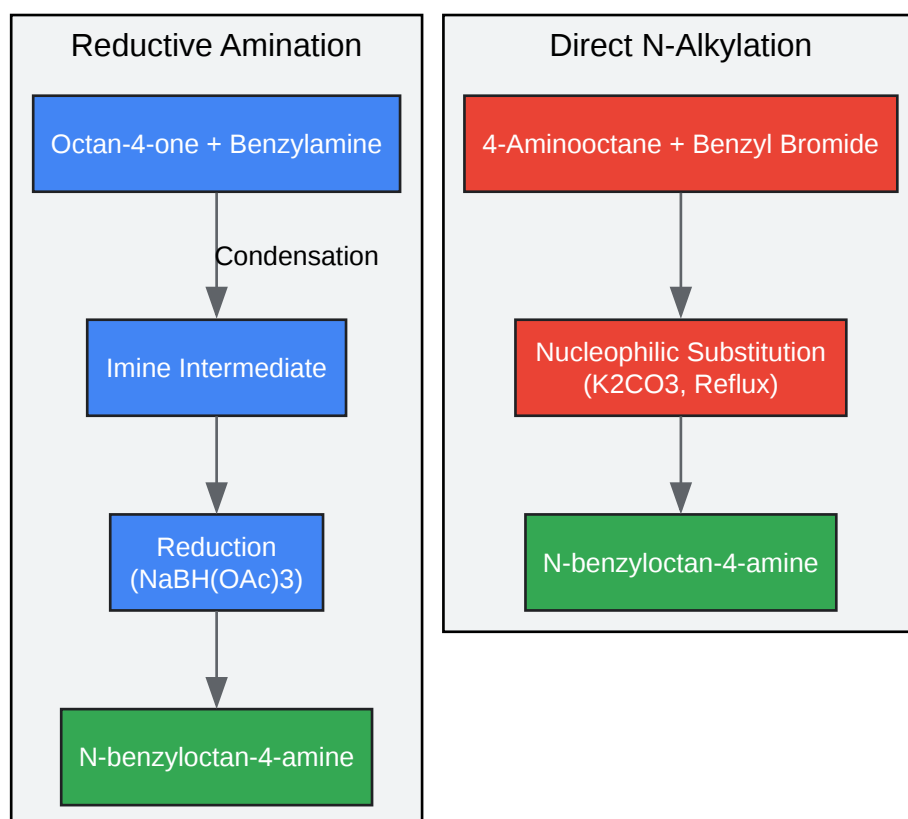 Reductive Amination
Octan-4-one + Benzylamine
Condensation
Imine Intermediate
Reduction
(NaBH(OAc)3)
N-benzyloctan-4-amine
Direct N-Alkylation
4-Aminooctane + Benzyl Bromide
Nucleophilic Substitution
(K2CO3, Reflux)
N-benzyloctan-4-amine